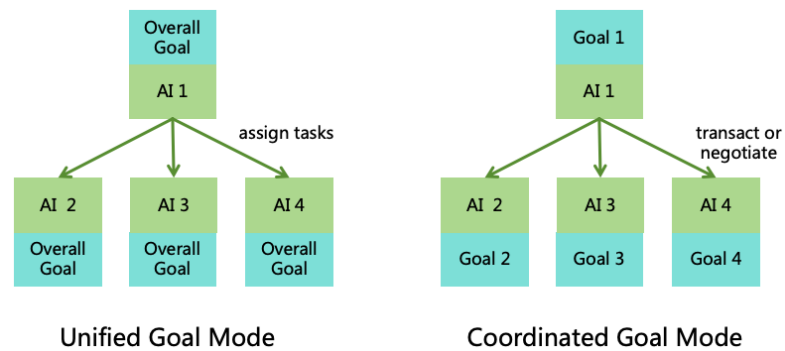 Overall
Goal
AI 1
assign tasks
AI 2
AI 3
AI 4
Overall
Goal
Overall
Goal
Overall
Goal
Unified Goal Mode
Goal 1
AI 1
transact or
negotiate
AI 2
AI 3
AI 4
Goal 2
Goal 3
Goal 4
Coordinated Goal Mode